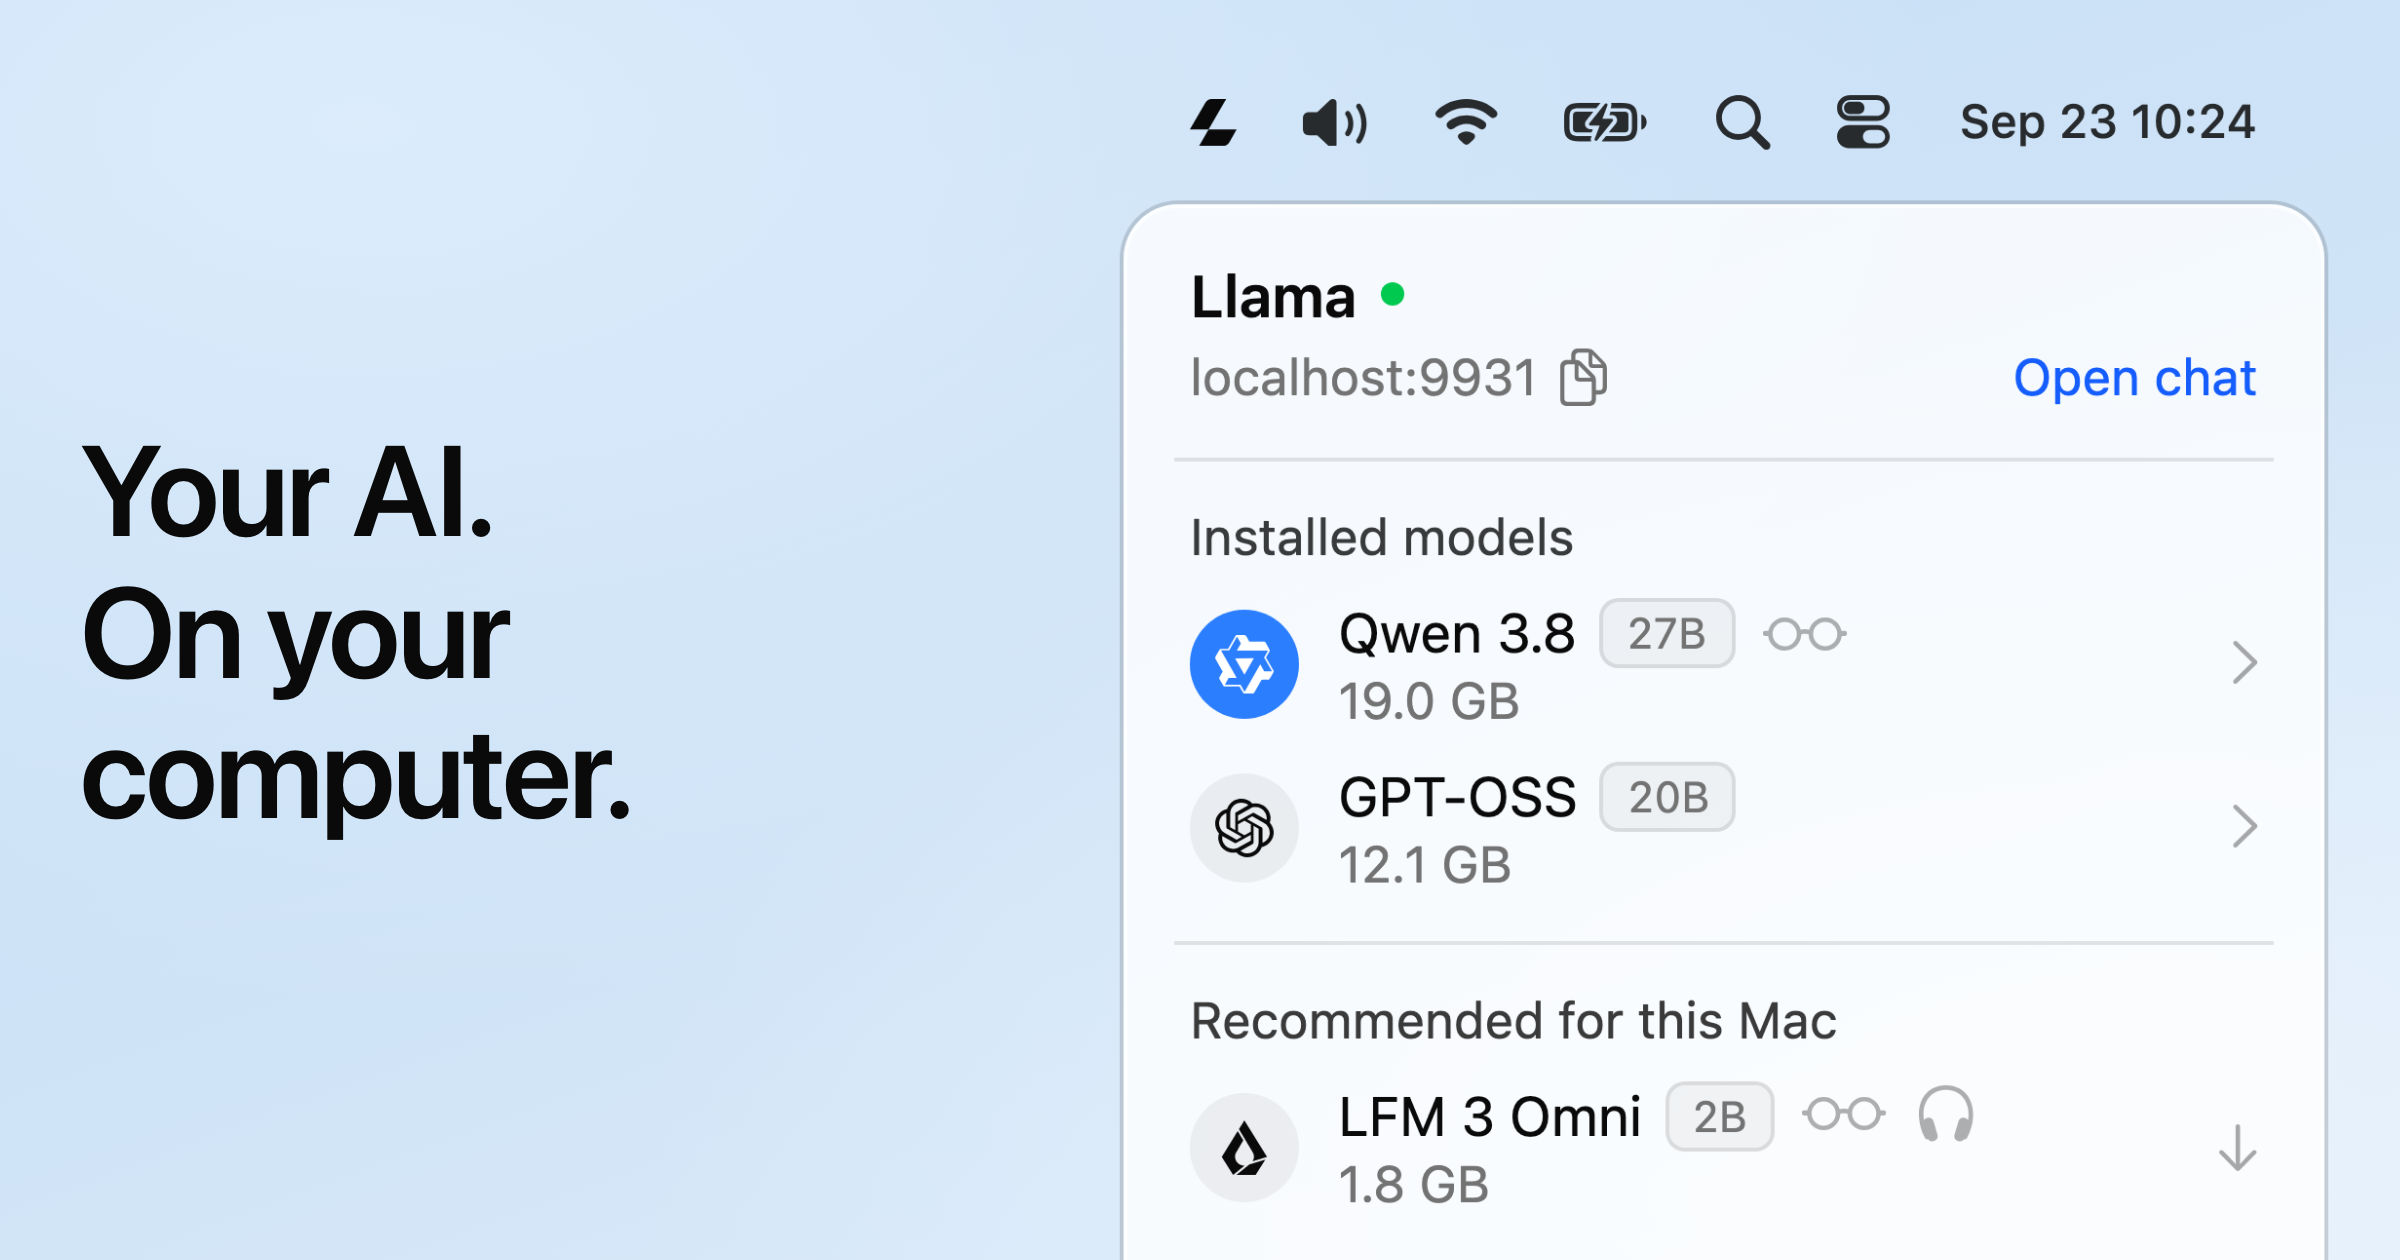 Your AI.
On your
computer.
Sep 23 10:24
Llama
localhost:9931
Open chat
Installed models
Qwen 3.8 27B
19.0 GB
GPT-OSS 20B
12.1 GB
Recommended for this Mac
LFM 3 Omni 2B
1.8 GB